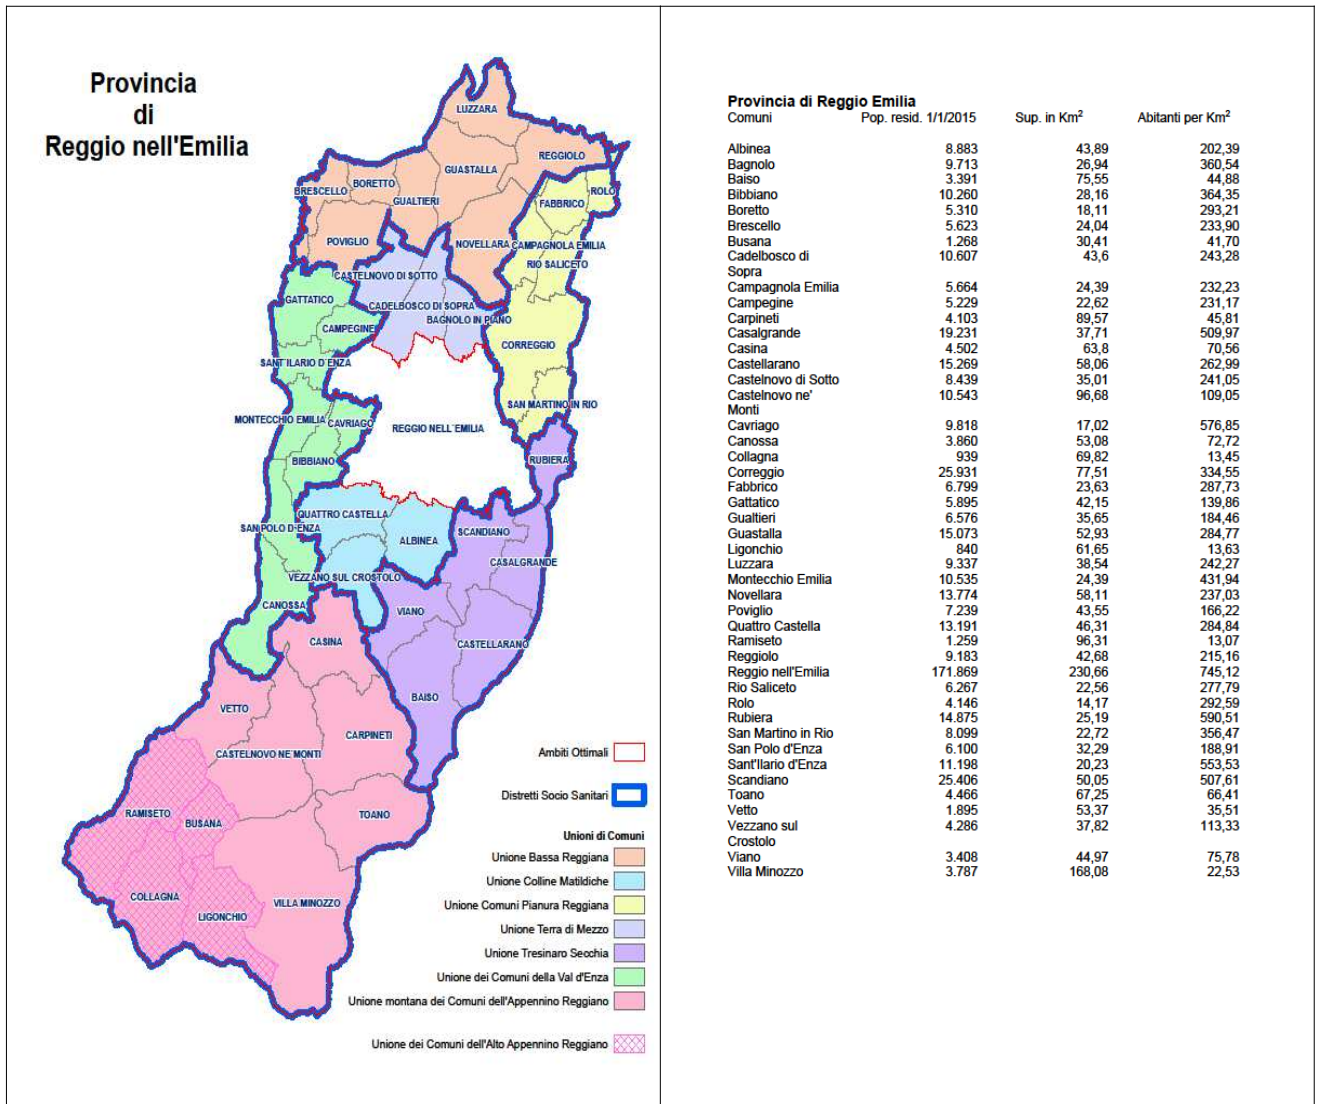 Provincia
di
Reggio nell'Emilia
LUZZARA
REGGIOLO
GUASTALLA
BORETTO
BRESCELLO
ROLO
FABBRICO
GUALTIERI
POVIGLIO
NOVELLARA
CAMPAGNOLA EMILIA
RIO SALICETO
CASTELNOVO DI SOTTO
GATTATICO
CADELBOSCO DI SOPRA
BAGNOLO IN PIANO
CAMPEGINE
CORREGGIO
SANT'ILARIO D'ENZA
SAN MARTINO IN RIO
MONTECCHIO EMILIA
CAVRIAGO
REGGIO NELL'EMILIA
BIBBIANO
RUBIERA
QUATTRO CASTELLA
SAN POLO D'ENZA
SCANDIANO
ALBINEA
CASALGRANDE
VEZZANO SUL CROSTOLO
CANOSSA
VIANO
CASINA
CASTELLARANO
BAISO
VETTO
CARPINETI
CASTELNOVO NE' MONTI
RAMISETO
BUSANA
TOANO
COLLAGNA
VILLA MINOZZO
LIGONCHIO
Ambiti Ottimali
Distretti Socio Sanitari
Unioni di Comuni
Unione Bassa Reggiana
Unione Colline Matildiche
Unione Comuni Pianura Reggiana
Unione Terra di Mezzo
Unione Tresinaro Secchia
Unione dei Comuni della Val d'Enza
Unione montana dei Comuni dell'Appennino Reggiano
Unione dei Comuni dell'Alto Appennino Reggiano
Provincia di Reggio Emilia
Comuni Pop. resid. 1/1/2015 Sup. in Km² Abitanti per Km²
Albinea 8.883 43,89 202,39
Bagnolo 9.713 26,94 360,54
Baiso 3.391 75,55 44,88
Bibbiano 10.260 28,16 364,35
Boretto 5.310 18,11 293,21
Brescello 5.623 24,04 233,90
Busana 1.268 30,41 41,70
Cadelbosco di 10.607 43,6 243,28
Sopra
Campagnola Emilia 5.664 24,39 232,23
Campegine 5.229 22,62 231,17
Carpineti 4.103 89,57 45,81
Casalgrande 19.231 37,71 509,97
Casina 4.502 63,8 70,56
Castellarano 15.269 58,06 262,99
Castelnovo di Sotto 8.439 35,01 241,05
Castelnovo ne' 10.543 96,68 109,05
Monti
Cavriago 9.818 17,02 576,85
Canossa 3.860 53,08 72,72
Collagna 939 69,82 13,45
Correggio 25.931 77,51 334,55
Fabbrico 6.799 23,63 287,73
Gattatico 5.895 42,15 139,86
Gualtieri 6.576 35,65 184,46
Guastalla 15.073 52,93 284,77
Ligonchio 840 61,65 13,63
Luzzara 9.337 38,54 242,27
Montecchio Emilia 10.535 24,39 431,94
Novellara 13.774 58,11 237,03
Poviglio 7.239 43,55 166,22
Quattro Castella 13.191 46,31 284,84
Ramiseto 1.259 96,31 13,07
Reggiolo 9.183 42,68 215,16
Reggio nell'Emilia 171.869 230,66 745,12
Rio Saliceto 6.267 22,56 277,79
Rolo 4.146 14,17 292,59
Rubiera 14.875 25,19 590,51
San Martino in Rio 8.099 22,72 356,47
San Polo d'Enza 6.100 32,29 188,91
Sant'Ilario d'Enza 11.198 20,23 553,53
Scandiano 25.406 50,05 507,61
Toano 4.466 67,25 66,41
Vetto 1.895 53,37 35,51
Vezzano sul 4.286 37,82 113,33
Crostolo
Viano 3.408 44,97 75,78
Villa Minozzo 3.787 168,08 22,53